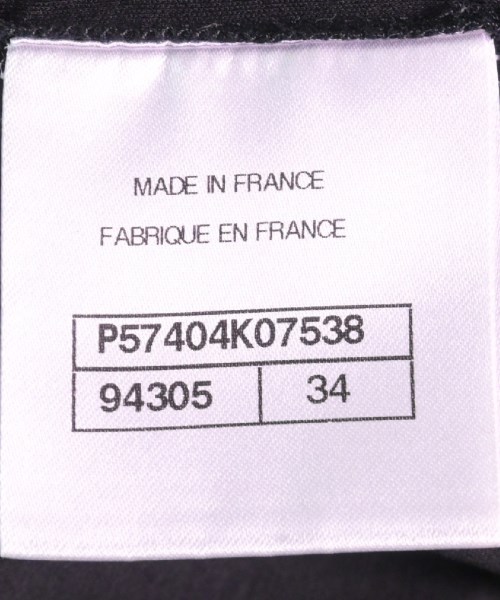 MADE IN FRANCE
FABRIQUE EN FRANCE
P57404K07538
94305 34